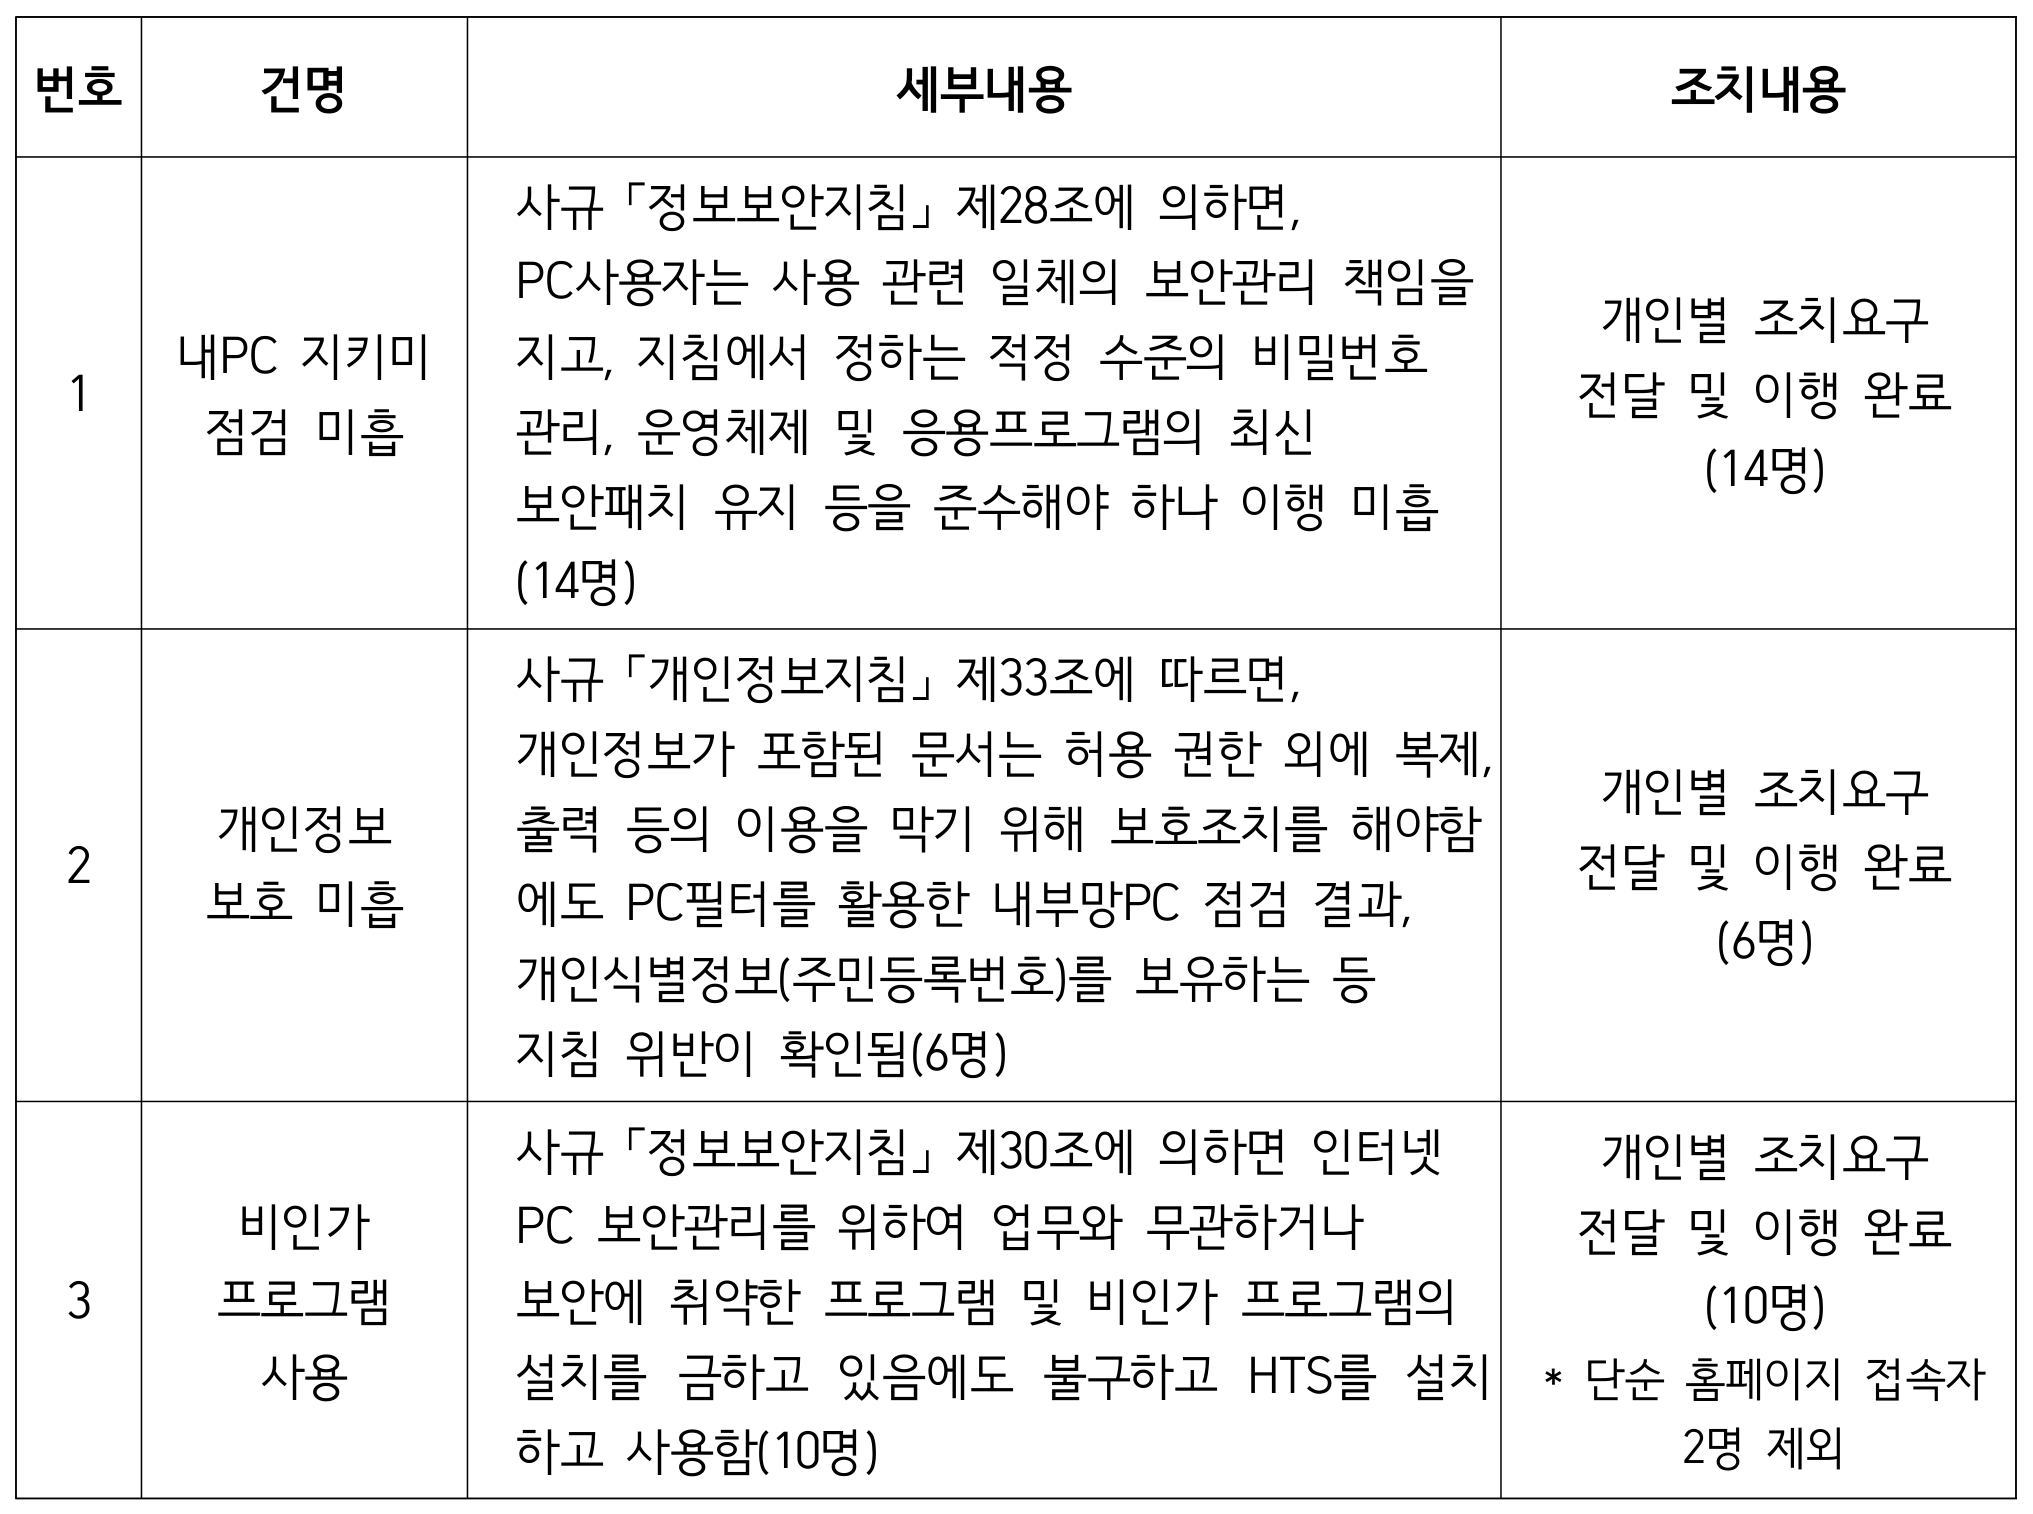 번호 건명 세부내용 조치내용
1
내PC 지키미
점검 미흡
사규「정보보안지침」제28조에 의하면,
PC사용자는 사용 관련 일체의 보안관리 책임을
지고, 지침에서 정하는 적정 수준의 비밀번호
관리, 운영체제 및 응용프로그램의 최신
보안패치 유지 등을 준수해야 하나 이행 미흡
(14명)
개인별 조치요구
전달 및 이행 완료
(14명)
2
개인정보
보호 미흡
사규「개인정보지침」제33조에 따르면,
개인정보가 포함된 문서는 허용 권한 외에 복제,
출력 등의 이용을 막기 위해 보호조치를 해야함
에도 PC필터를 활용한 내부망PC 점검 결과,
개인식별정보(주민등록번호)를 보유하는 등
지침 위반이 확인됨(6명)
개인별 조치요구
전달 및 이행 완료
(6명)
3
비인가
프로그램
사용
사규「정보보안지침」제30조에 의하면 인터넷
PC 보안관리를 위하여 업무와 무관하거나
보안에 취약한 프로그램 및 비인가 프로그램의
설치를 금하고 있음에도 불구하고 HTS를 설치
하고 사용함(10명)
개인별 조치요구
전달 및 이행 완료
(10명)
* 단순 홈페이지 접속자
2명 제외